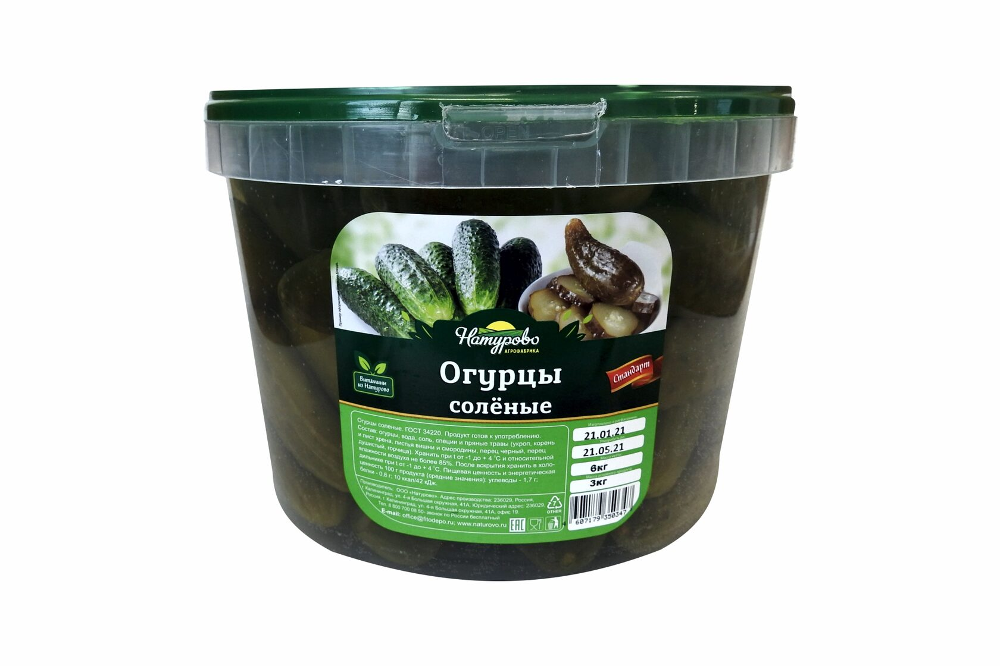 OPEN
Натурово
АГРОФАБРИКА
Огурцы
солёные
Витамины
из Натурово
Стандарт
Огурцы соленые. ГОСТ 34220. Продукт готов к употреблению.
Состав: огурцы, вода, соль, специи и пряные травы (укроп, корень
и лист хрена, листья вишни и смородины, перец черный, перец
душистый, горчица). Хранить при t от -1 до + 4 °С и относительной
влажности воздуха не более 85%. После вскрытия хранить в холо-
дильнике при t от -1 до + 4 °С. Пищевая ценность и энергетическая
ценность 100 г продукта (средние значения): углеводы - 1,7 г;
белки - 0,8 г; 10 ккал/42 кДж.
Производитель: ООО «Натурово». Адрес производства: 236029, Россия,
г. Калининград, ул. 4-я Большая окружная, 41А. Юридический адрес: 236029,
Россия, г. Калининград, ул. 4-я Большая окружная, 41А, офис 19.
Тел. 8 800 700 08 50- звонок по России бесплатный
E-mail: office@fitodepo.ru; www.naturovo.ru
EAC
7
OTHER
Изготовлено и расфасовано:
21.01.21
Употребить до:
21.05.21
Масса нетто:
6кг
Масса основного продукта:
3кг
4 607179 350347